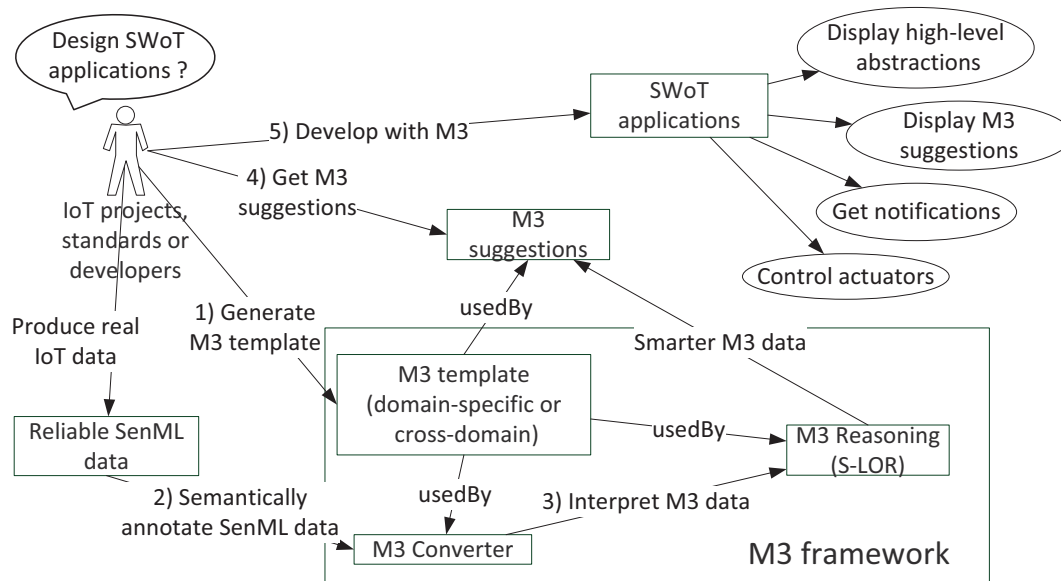 Design SWoT
applications ?
Display high-level
abstractions
SWoT
applications
5) Develop with M3
Display M3
suggestions
4) Get M3
suggestions
IoT projects,
standards or
developers
M3
suggestions
Get notifications
Control actuators
1) Generate
M3 template
usedBy
Produce real
IoT data
Smarter M3 data
M3 template
(domain-specific or
cross-domain)
Reliable SenML
data
usedBy
M3 Reasoning
(S-LOR)
2) Semantically
annotate SenML data
usedBy
3) Interpret M3 data
M3 Converter
M3 framework